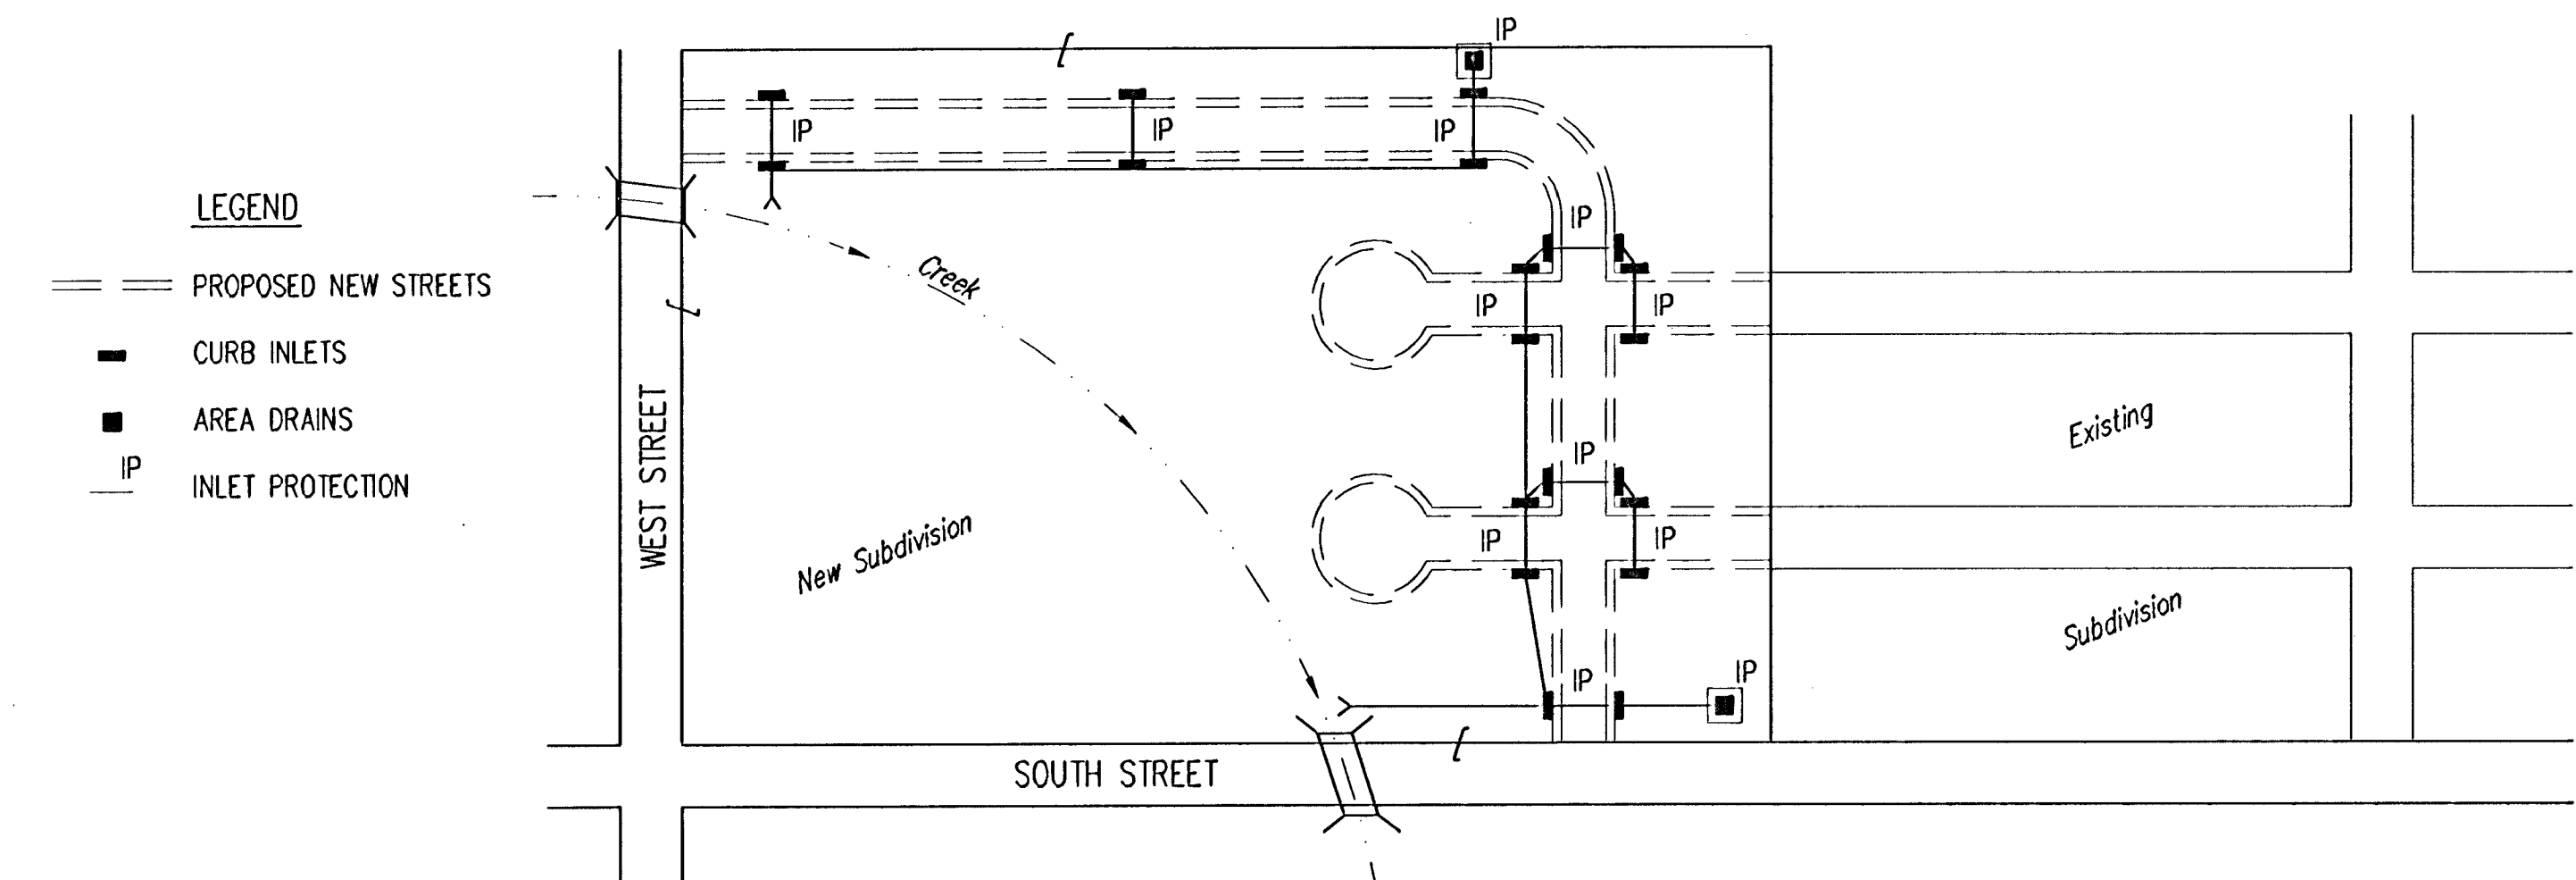 LEGEND
PROPOSED NEW STREETS
CURB INLETS
AREA DRAINS
IP
INLET PROTECTION
IP
IP
IP
IP
IP
IP
IP
IP
IP
IP
IP
IP
Creek
WEST STREET
New Subdivision
Existing
Subdivision
SOUTH STREET